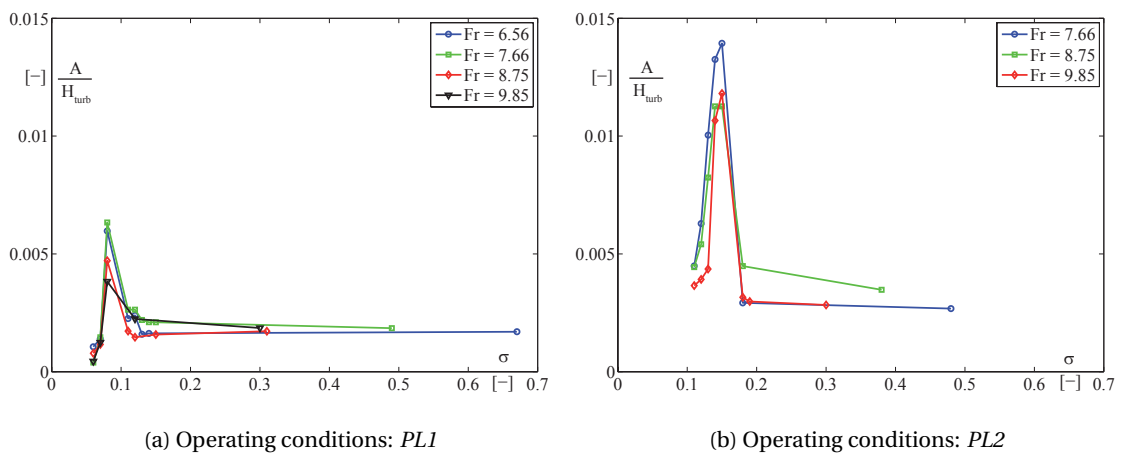 0.015
Fr = 6.56
Fr = 7.66
Fr = 8.75
Fr = 9.85
[−] A
H_turb
0.01
0.005
0
σ
0 0.1 0.2 0.3 0.4 0.5 0.6 [−] 0.7
(a) Operating conditions: PL1
0.015
Fr = 7.66
Fr = 8.75
Fr = 9.85
[−] A
H_turb
0.01
0.005
0
σ
0 0.1 0.2 0.3 0.4 0.5 0.6 [−] 0.7
(b) Operating conditions: PL2